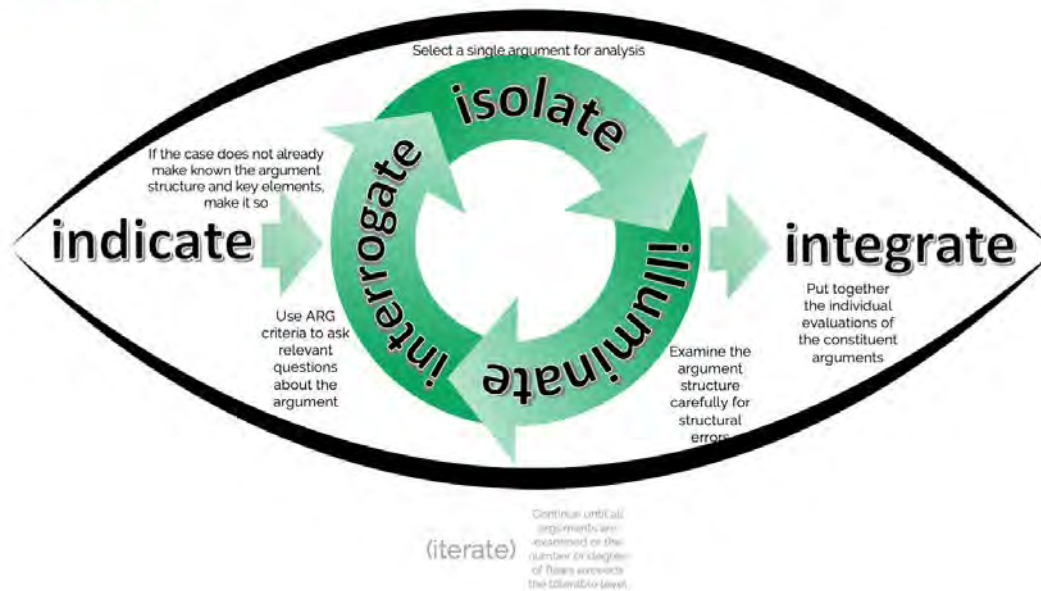 Select a single argument for analysis
isolate
If the case does not already
make known the argument
structure and key elements,
make it so
indicate
interrogate
Use ARG
criteria to ask
relevant
questions
about the
argument
illuminate
Examine the
argument
structure
carefully for
structural
errors
integrate
Put together
the individual
evaluations of
the constituent
arguments
(iterate)
Continue until all
arguments are
examined or the
number or degree
of flaws exceeds
the tolerable level